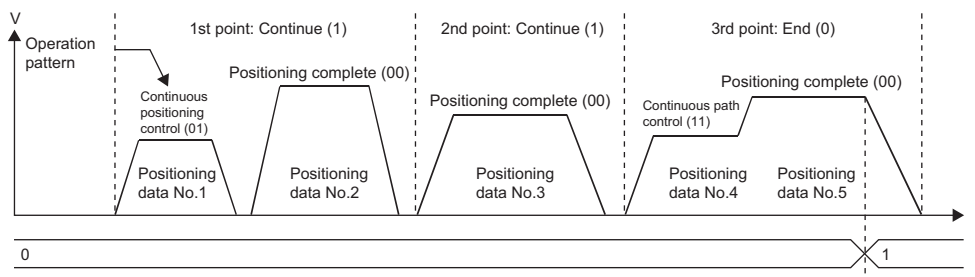 V
Operation
pattern
1st point: Continue (1)
2nd point: Continue (1)
3rd point: End (0)
Continuous
positioning
control (01)
Positioning complete (00)
Positioning complete (00)
Continuous path
control (11)
Positioning complete (00)
Positioning
data No.1
Positioning
data No.2
Positioning
data No.3
Positioning
data No.4
Positioning
data No.5
0
1